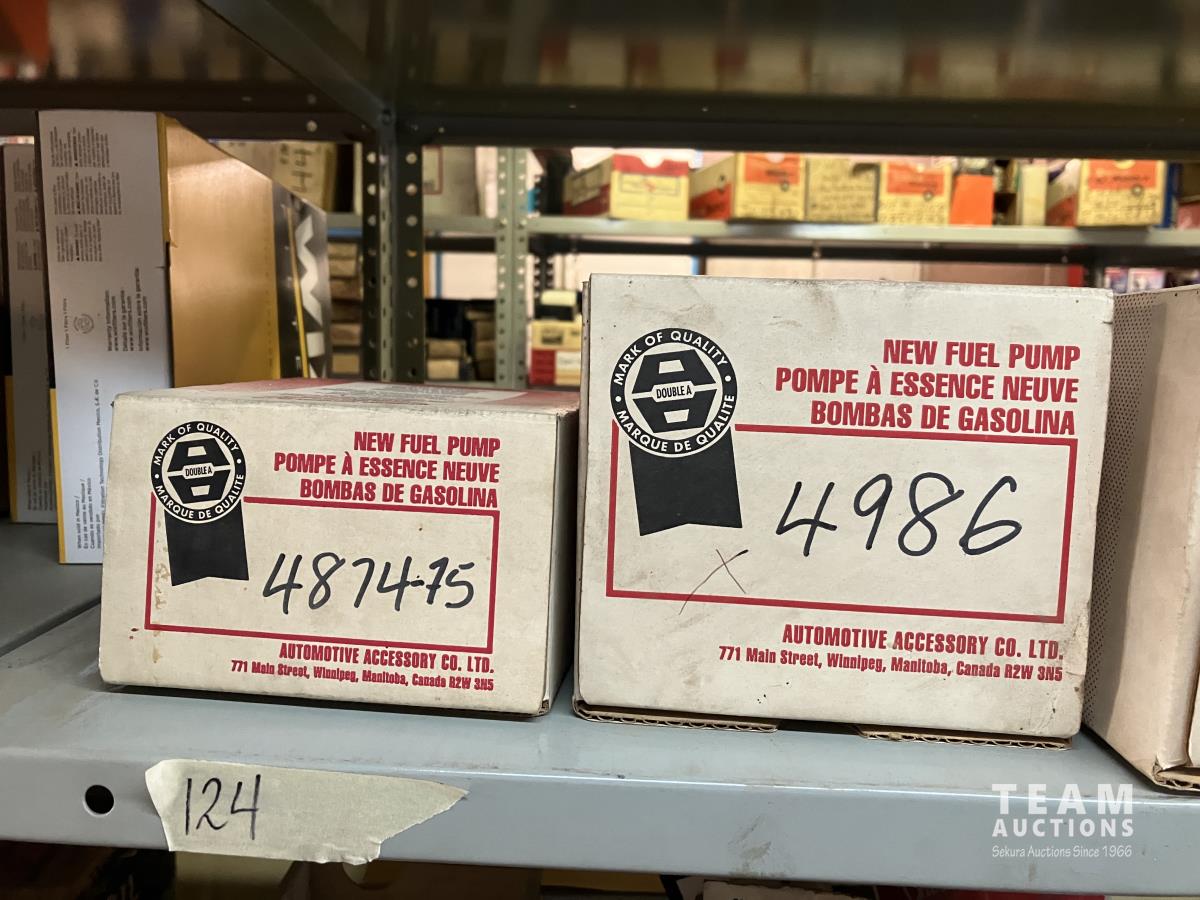 MARK OF QUALITY
DOUBLE A
MARQUE DE QUALITÉ
NEW FUEL PUMP
POMPE À ESSENCE NEUVE
BOMBAS DE GASOLINA
4874-75
AUTOMOTIVE ACCESSORY CO. LTD.
771 Main Street, Winnipeg, Manitoba, Canada R2W 3N5
MARK OF QUALITY
DOUBLE A
MARQUE DE QUALITÉ
NEW FUEL PUMP
POMPE À ESSENCE NEUVE
BOMBAS DE GASOLINA
4986
AUTOMOTIVE ACCESSORY CO. LTD.
771 Main Street, Winnipeg, Manitoba, Canada R2W 3N5
124
TEAM
AUCTIONS
Sekura Auctions Since 1966